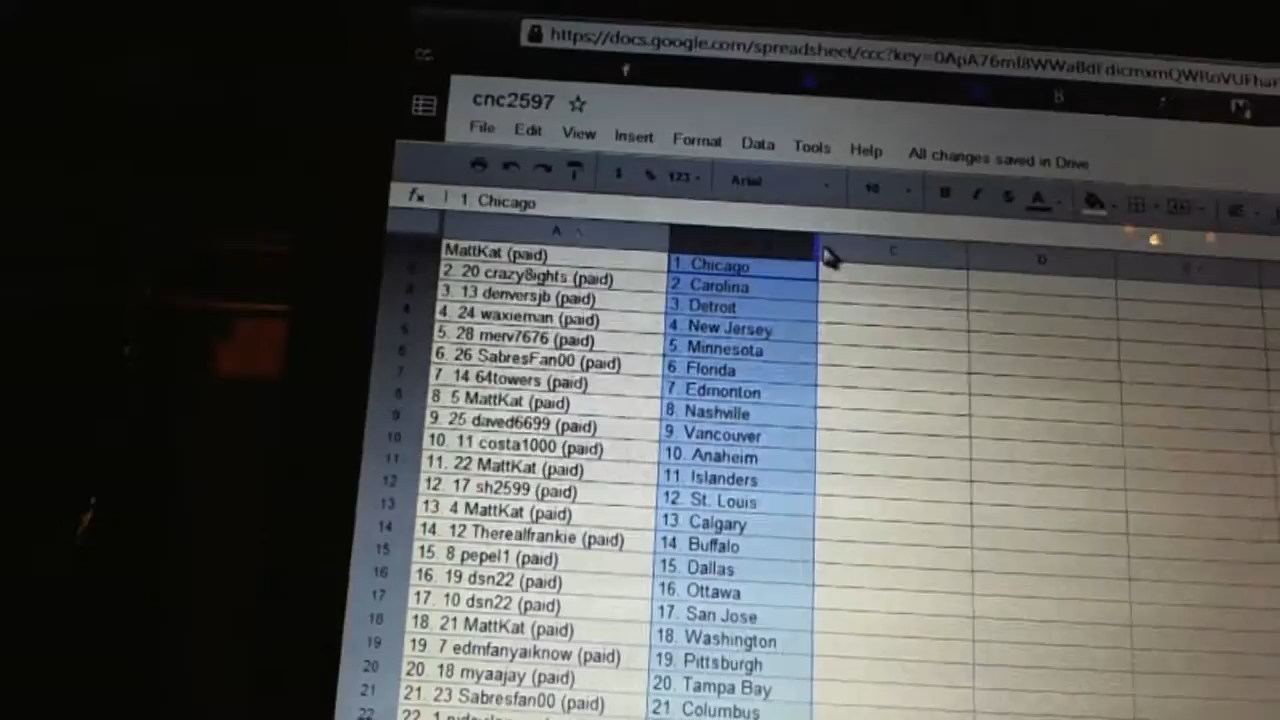 https://docs.google.com/spreadsheet/ccc?key=
cnc2597
File Edit View Insert Format Data Tools Help All changes saved in Drive
$ % 123 Arial 10 B I S A
fx 1. Chicago
A C D
MattKat (paid) 1. Chicago
2. 20 crazy8ights (paid) 2. Carolina
3. 13 denversjb (paid) 3. Detroit
4. 24 waxieman (paid) 4. New Jersey
5. 28 merv7676 (paid) 5. Minnesota
6. 26 SabresFan00 (paid) 6. Florida
7. 14 64towers (paid) 7. Edmonton
8. 5 MattKat (paid) 8. Nashville
9. 25 daved6699 (paid) 9. Vancouver
10. 11 costa1000 (paid) 10. Anaheim
11. 22 MattKat (paid) 11. Islanders
12. 17 sh2599 (paid) 12. St. Louis
13. 4 MattKat (paid) 13. Calgary
14. 12 Therealfrankie (paid) 14. Buffalo
15. 8 pepel1 (paid) 15. Dallas
16. 19 dsn22 (paid) 16. Ottawa
17. 10 dsn22 (paid) 17. San Jose
18. 21 MattKat (paid) 18. Washington
19. 7 edmfanyaiknow (paid) 19. Pittsburgh
20. 18 myaajay (paid) 20. Tampa Bay
21. 23 Sabresfan00 (paid) 21. Columbus